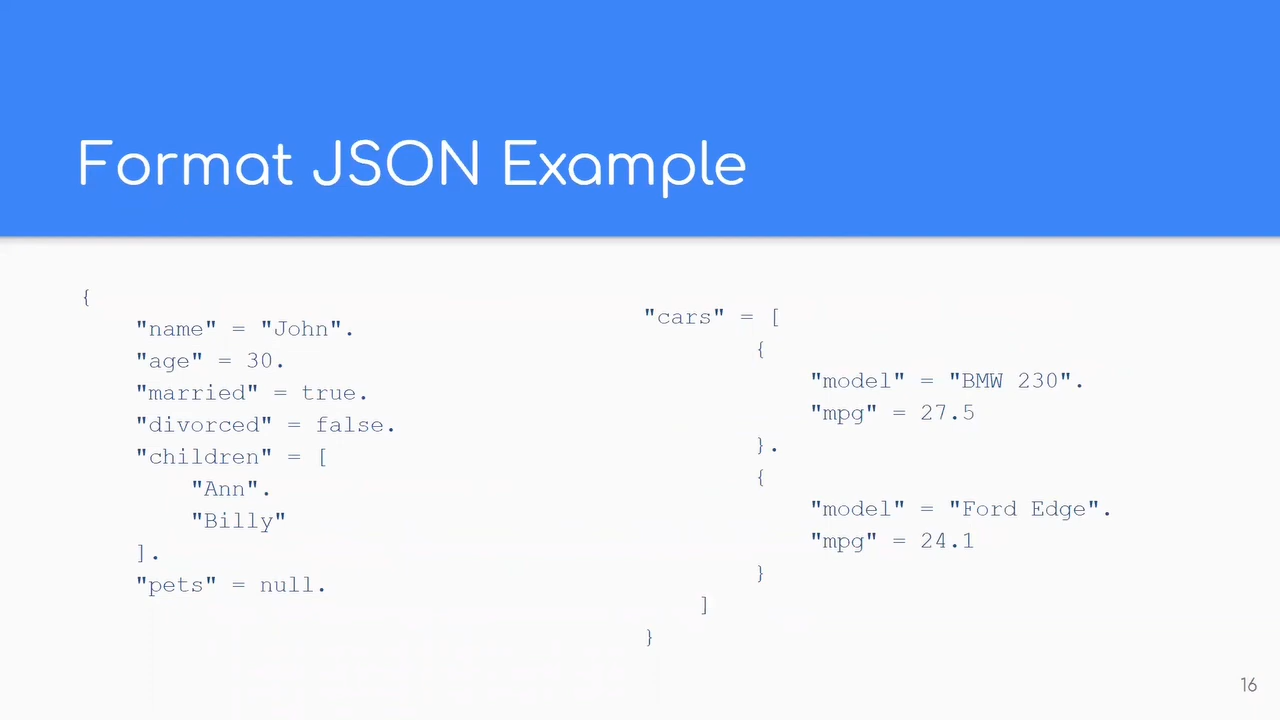 Format JSON Example
{
"name" = "John".
"age" = 30.
"married" = true.
"divorced" = false.
"children" = [
"Ann".
"Billy"
].
"pets" = null.
"cars" = [
{
"model" = "BMW 230".
"mpg" = 27.5
}.
{
"model" = "Ford Edge".
"mpg" = 24.1
}
]
}
16